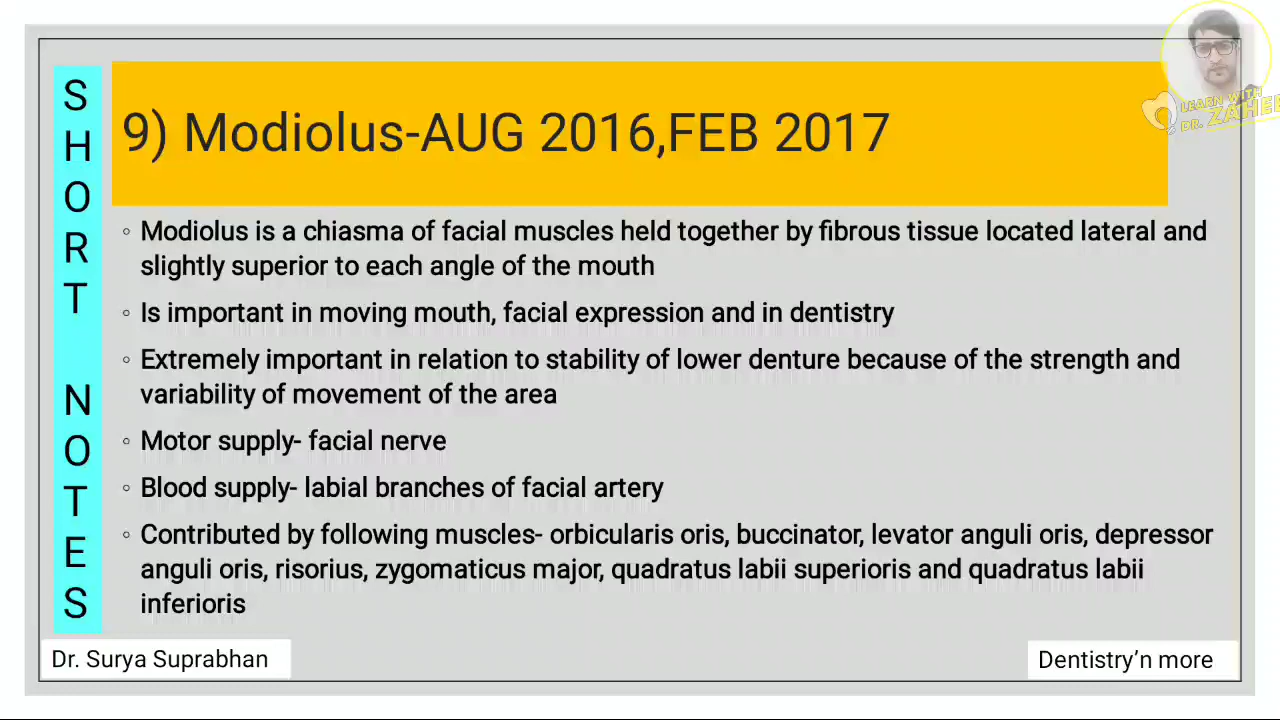 SHORT NOTES
9) Modiolus-AUG 2016,FEB 2017
LEARN WITH
DR. ZAHEE
◦ Modiolus is a chiasma of facial muscles held together by fibrous tissue located lateral and
slightly superior to each angle of the mouth
◦ Is important in moving mouth, facial expression and in dentistry
◦ Extremely important in relation to stability of lower denture because of the strength and
variability of movement of the area
◦ Motor supply- facial nerve
◦ Blood supply- labial branches of facial artery
◦ Contributed by following muscles- orbicularis oris, buccinator, levator anguli oris, depressor
anguli oris, risorius, zygomaticus major, quadratus labii superioris and quadratus labii
inferioris
Dr. Surya Suprabhan
Dentistry’n more